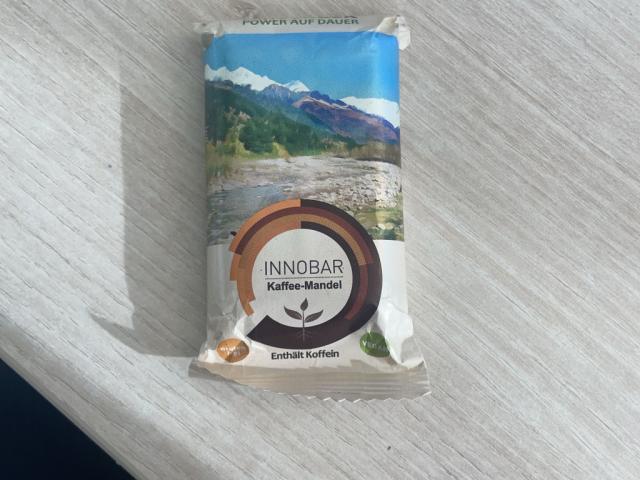 POWER AUF DAUER
INNOBAR
Kaffee-Mandel
Enthält Koffein